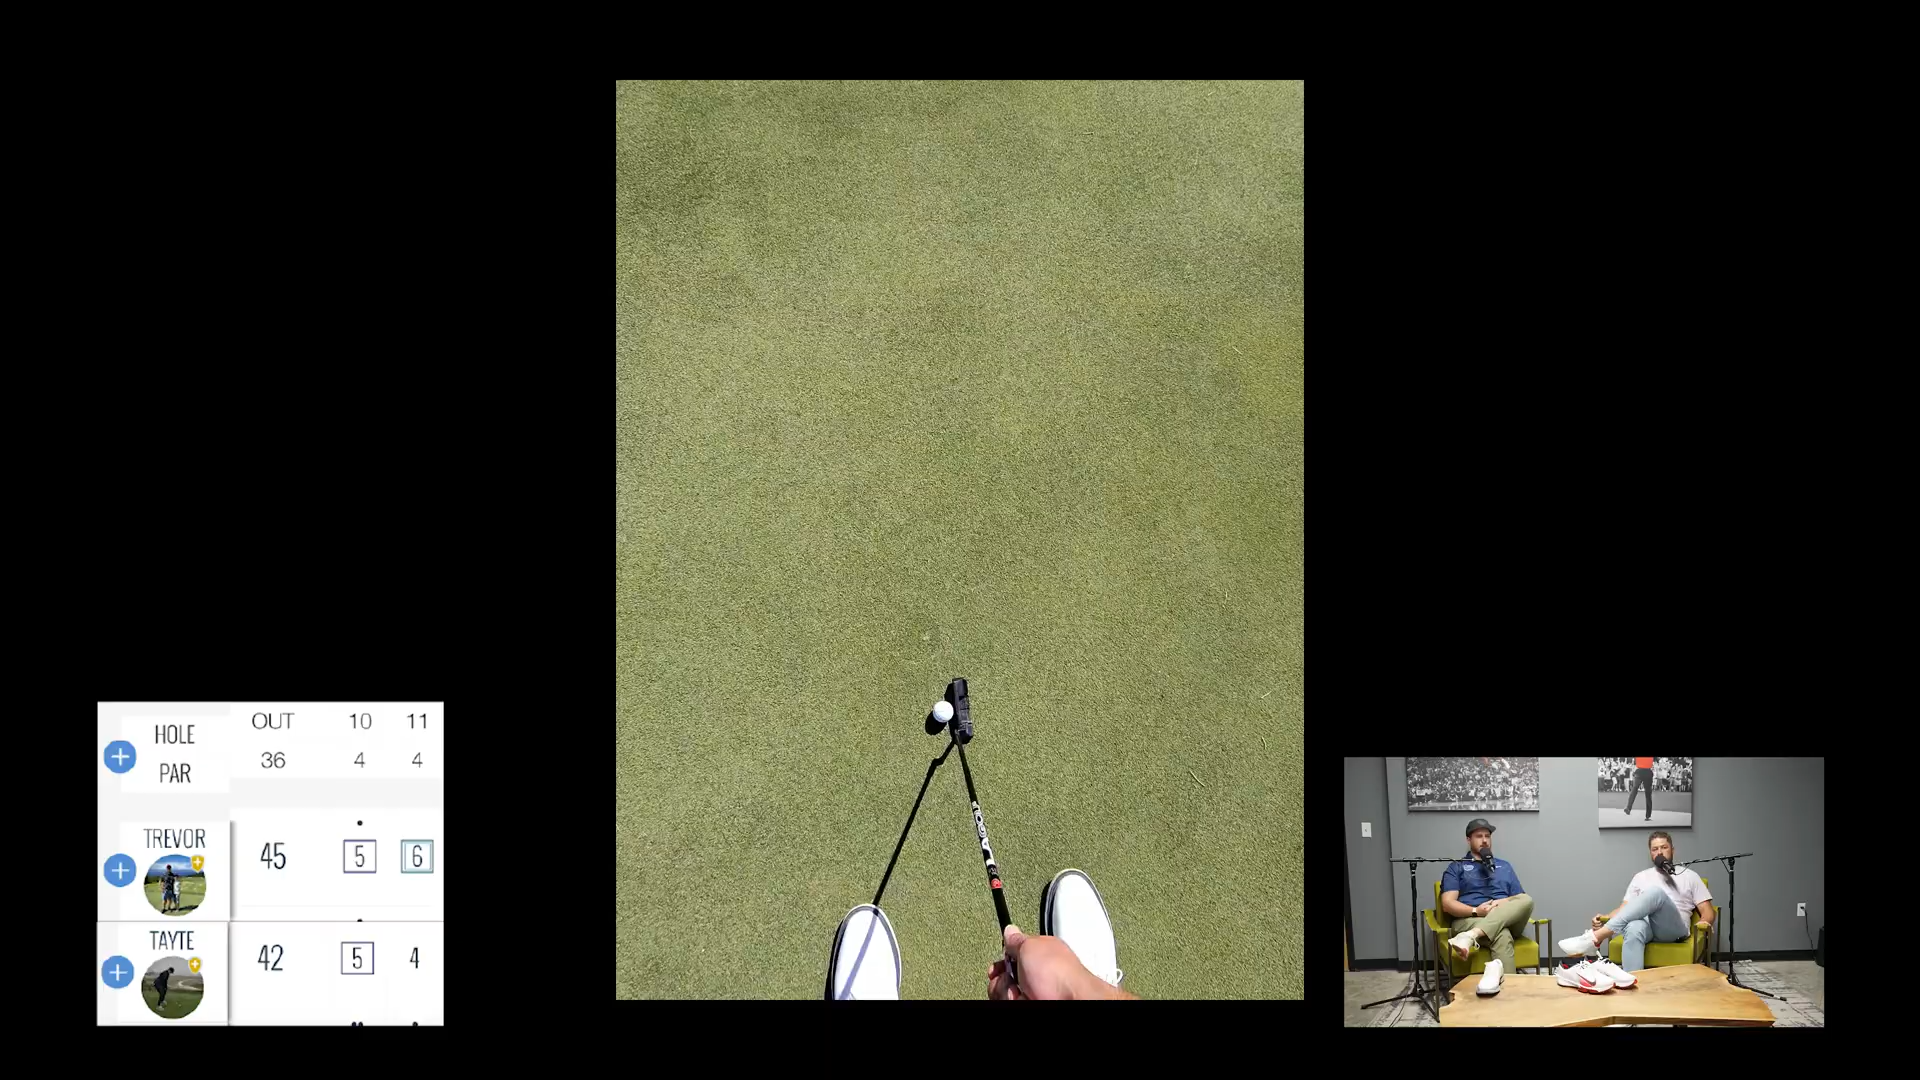 HOLE OUT 10 11
PAR 36 4 4
TREVOR 45 5 6
TAYTE 42 5 4